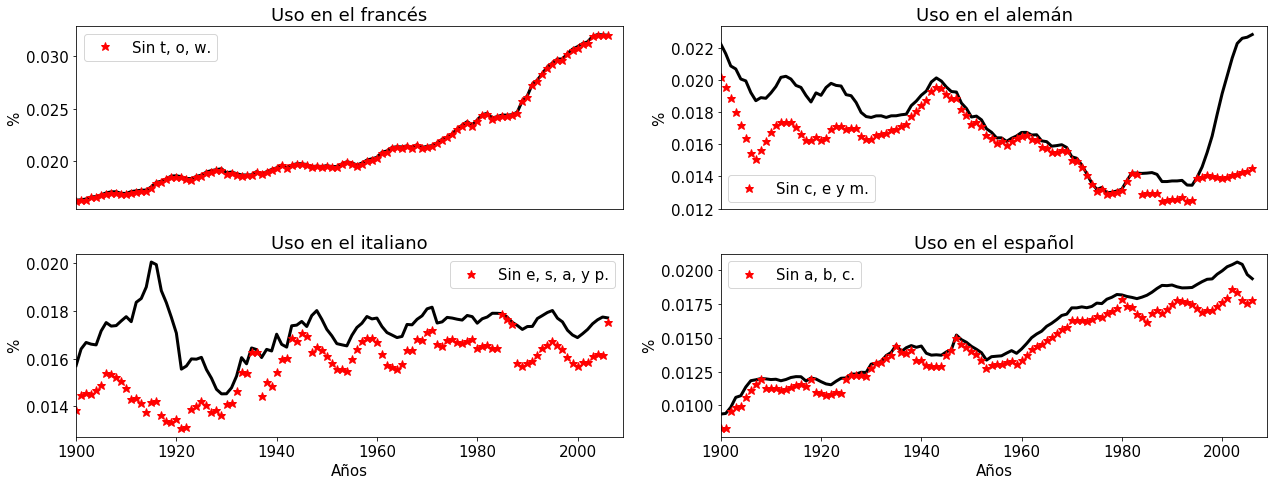 Uso en el francés
Sin t, o, w.
0.030
0.025
0.020
%
Uso en el alemán
0.022
0.020
0.018
0.016
0.014
0.012
%
Sin c, e y m.
Uso en el italiano
Sin e, s, a, y p.
0.020
0.018
0.016
0.014
%
1900 1920 1940 1960 1980 2000
Años
Uso en el español
Sin a, b, c.
0.0200
0.0175
0.0150
0.0125
0.0100
%
1900 1920 1940 1960 1980 2000
Años